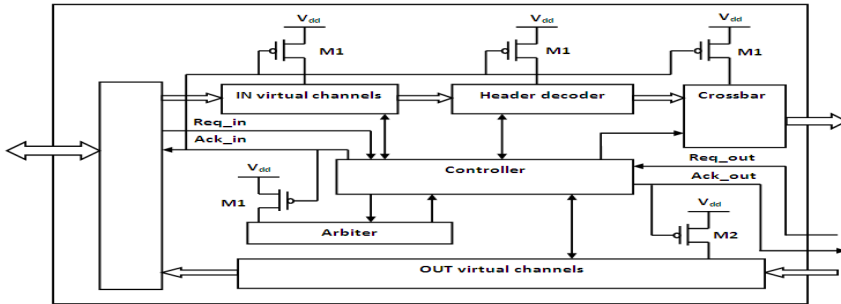 Vdd
Vdd
Vdd
M1
M1
M1
IN virtual channels
Header decoder
Crossbar
Req_in
Ack_in
Req_out
Vdd
Controller
Ack_out
M1
Vdd
Arbiter
M2
OUT virtual channels